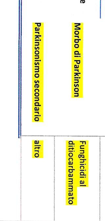 e
Morbo di Parkinson
Funghicidi al
ditiocarbammato
Parkinsonismo secondario
altro